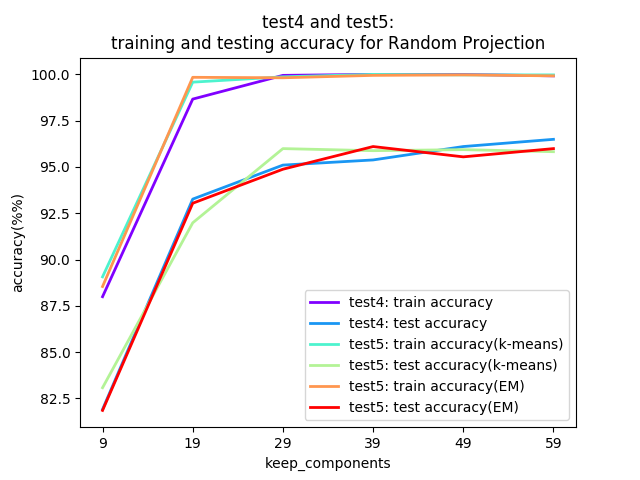 test4 and test5:
training and testing accuracy for Random Projection
100.0
97.5
95.0
92.5
90.0
87.5
85.0
82.5
accuracy(%%)
test4: train accuracy
test4: test accuracy
test5: train accuracy(k-means)
test5: test accuracy(k-means)
test5: train accuracy(EM)
test5: test accuracy(EM)
9 19 29 39 49 59
keep_components